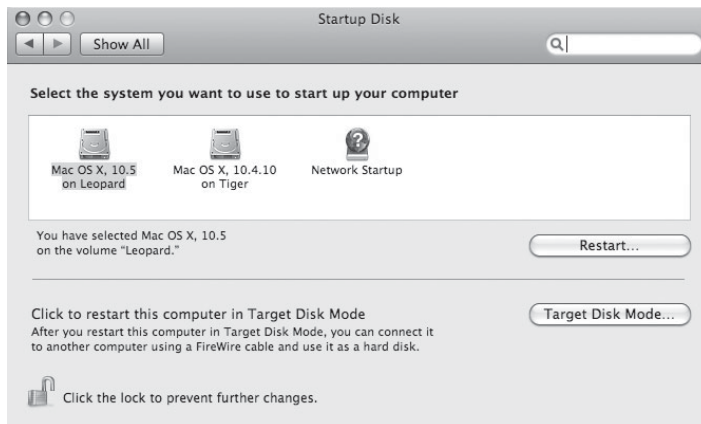 Startup Disk
Show All
Select the system you want to use to start up your computer
Mac OS X, 10.5
on Leopard
Mac OS X, 10.4.10
on Tiger
Network Startup
You have selected Mac OS X, 10.5
on the volume “Leopard.”
Restart...
Click to restart this computer in Target Disk Mode
After you restart this computer in Target Disk Mode, you can connect it
to another computer using a FireWire cable and use it as a hard disk.
Target Disk Mode...
Click the lock to prevent further changes.